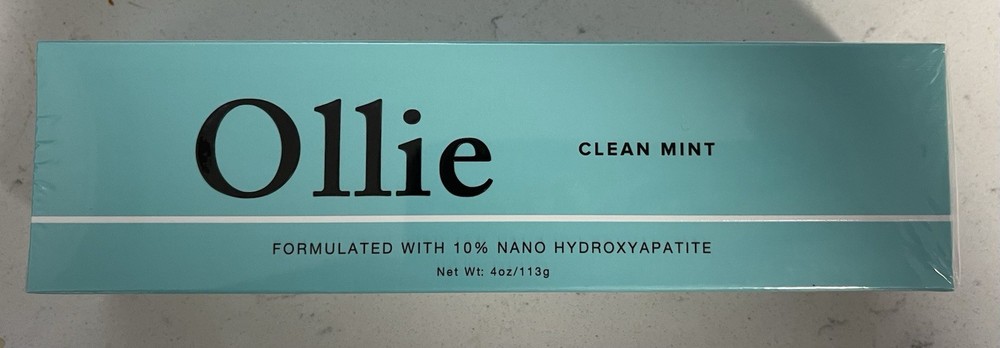 Ollie
CLEAN MINT
FORMULATED WITH 10% NANO HYDROXYAPATITE
Net Wt: 4oz/113g